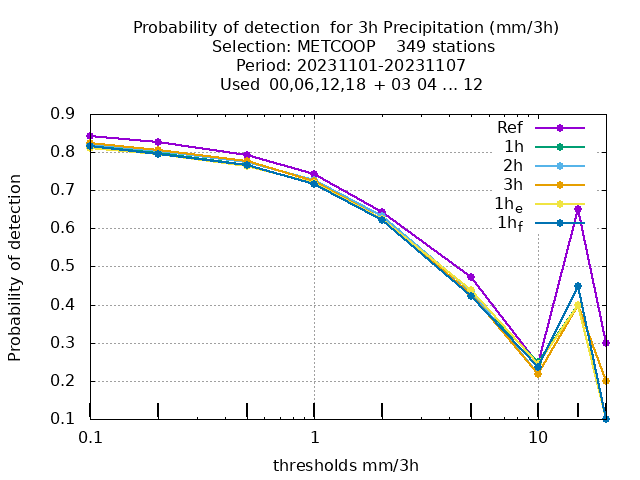 Probability of detection for 3h Precipitation (mm/3h)
Selection: METCOOP 349 stations
Period: 20231101-20231107
Used 00,06,12,18 + 03 04 ... 12
Ref
1h
2h
3h
1he
1hf
0.9
0.8
0.7
0.6
0.5
0.4
0.3
0.2
0.1
Probability of detection
0.1 1 10
thresholds mm/3h